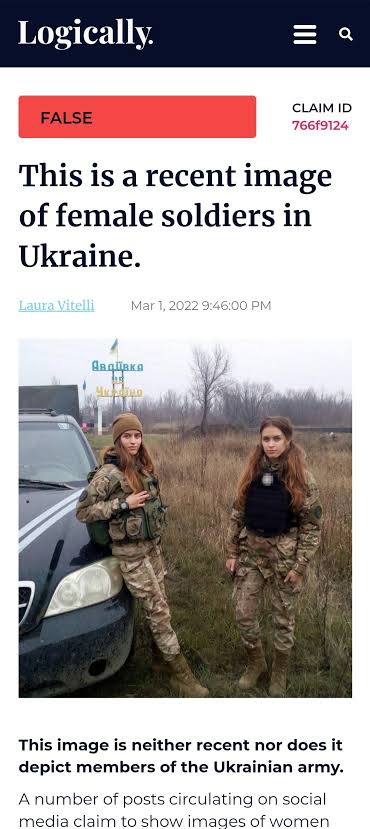 Logically.
FALSE
CLAIM ID
766f9124
This is a recent image
of female soldiers in
Ukraine.
Laura Vitelli
Mar 1, 2022 9:46:00 PM
Авдіївка
це
Україна
This image is neither recent nor does it
depict members of the Ukrainian army.
A number of posts circulating on social
media claim to show images of women